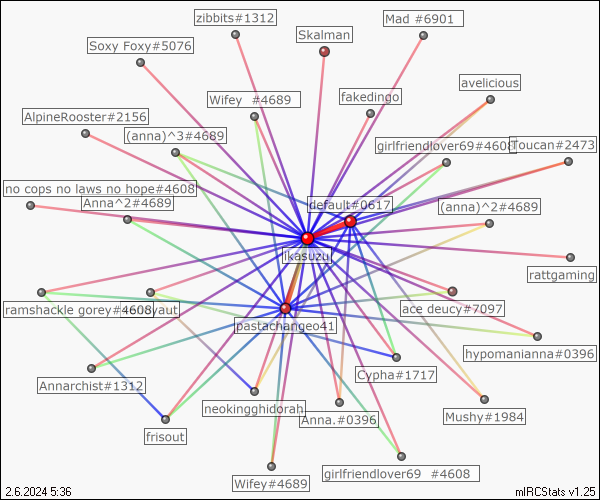 zibbits#1312
Mad #6901
Skalman
Soxy Foxy#5076
avelicious
Wifey #4689
fakedingo
AlpineRooster#2156
(anna)^3#4689
girlfriendlover69#4608
Toucan#2473
no cops no laws no hope#4608
Anna^2#4689
default#0617
(anna)^2#4689
ikasuzu
rattgaming
ramshackle gorey#4608
ace deucy#7097
pastachangeo41
hypomanianna#0396
Cypha#1717
Annarchist#1312
neokingghidorah
Anna.#0396
Mushy#1984
frisout
girlfriendlover69 #4608
Wifey#4689
2.6.2024 5:36
mIRCStats v1.25